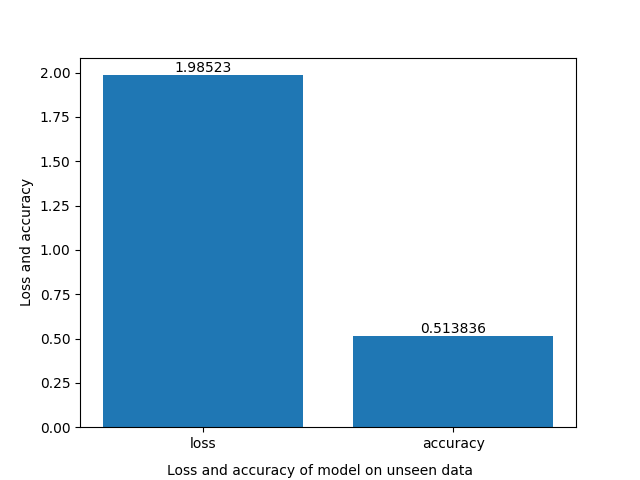 Loss and accuracy
2.00
1.75
1.50
1.25
1.00
0.75
0.50
0.25
0.00
1.98523
0.513836
loss
accuracy
Loss and accuracy of model on unseen data